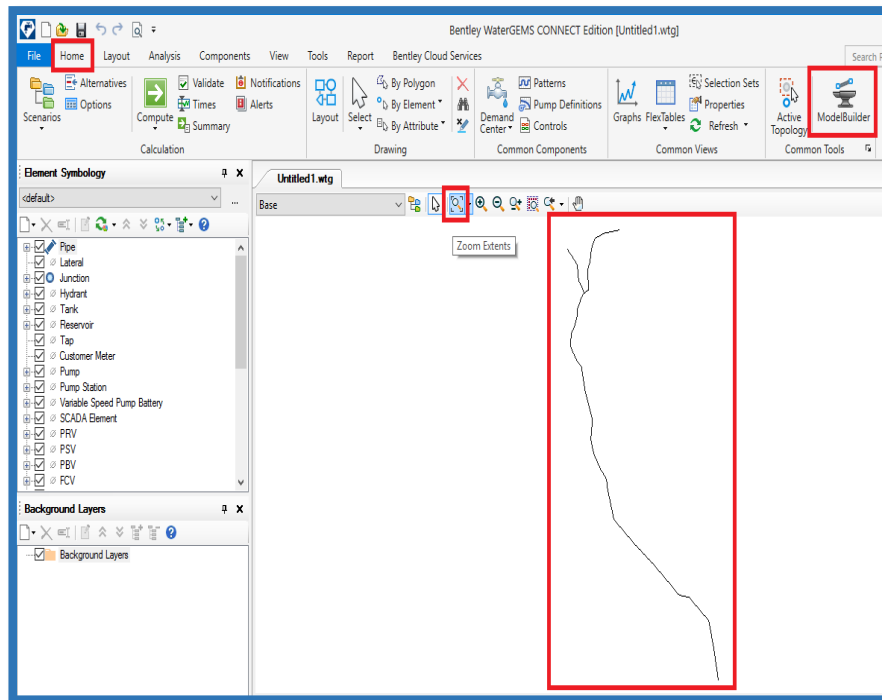 Bentley WaterGEMS CONNECT Edition [Untitled1.wtg]
File Home Layout Analysis Components View Tools Report Bentley Cloud Services
Search
Scenarios
Alternatives
Options
Compute
Validate
Times
Summary
Notifications
Alerts
Calculation
Layout
Select
By Polygon
By Element
By Attribute
Drawing
Demand
Center
Patterns
Pump Definitions
Controls
Common Components
Graphs
FlexTables
Selection Sets
Properties
Refresh
Common Views
Active
Topology
ModelBuilder
Common Tools
Element Symbology
<default>
...
Pipe
Lateral
Junction
Hydrant
Tank
Reservoir
Tap
Customer Meter
Pump
Pump Station
Variable Speed Pump Battery
SCADA Element
PRV
PSV
PBV
FCV
Background Layers
Background Layers
Untitled1.wtg
Base
Zoom Extents